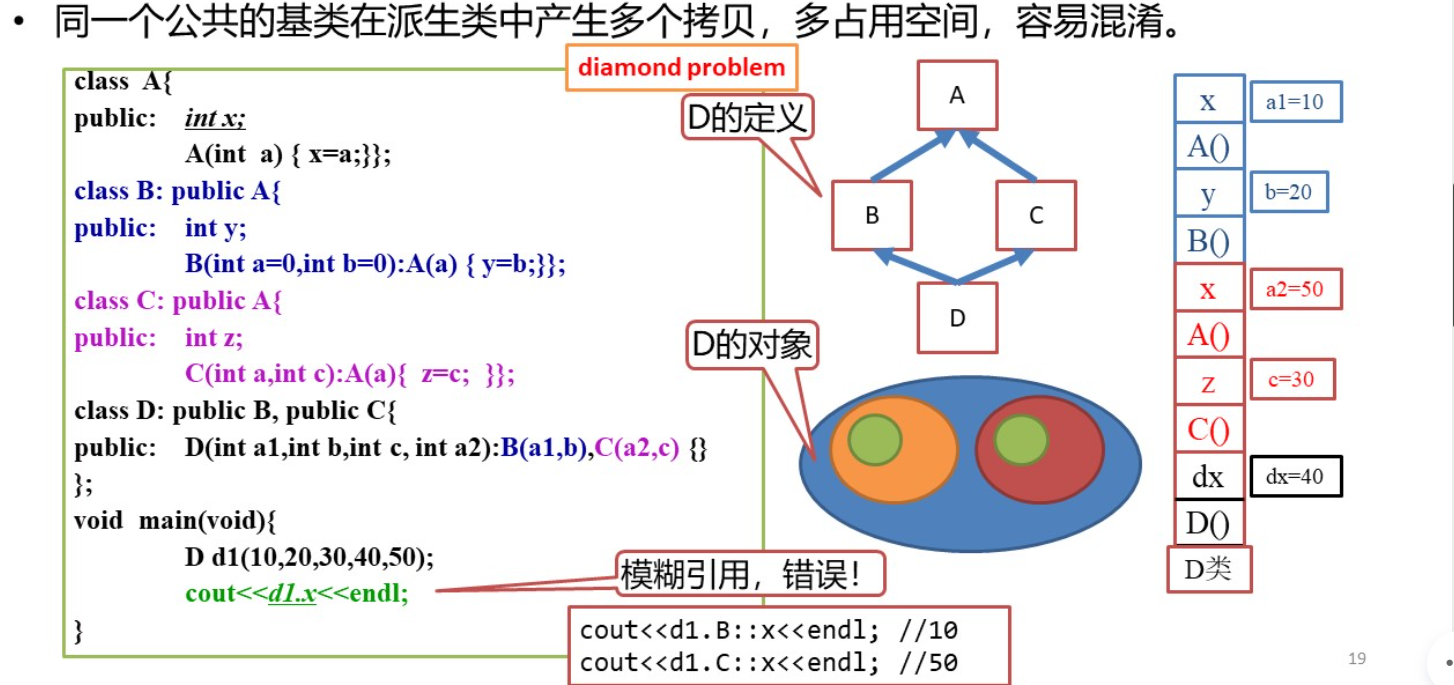 • 同一个公共的基类在派生类中产生多个拷贝，多占用空间，容易混淆。
diamond problem
class A{
public: int x;
A(int a) { x=a;}};
class B: public A{
public: int y;
B(int a=0,int b=0):A(a) { y=b;}};
class C: public A{
public: int z;
C(int a,int c):A(a){ z=c; }};
class D: public B, public C{
public: D(int a1,int b,int c, int a2):B(a1,b),C(a2,c) {}
};
void main(void){
D d1(10,20,30,40,50);
cout<<d1.x<<endl;
}
模糊引用，错误！
cout<<d1.B::x<<endl; //10
cout<<d1.C::x<<endl; //50
D的定义
A
B
C
D
D的对象
x
a1=10
A()
y
b=20
B()
x
a2=50
A()
z
c=30
C()
dx
dx=40
D()
D类
19